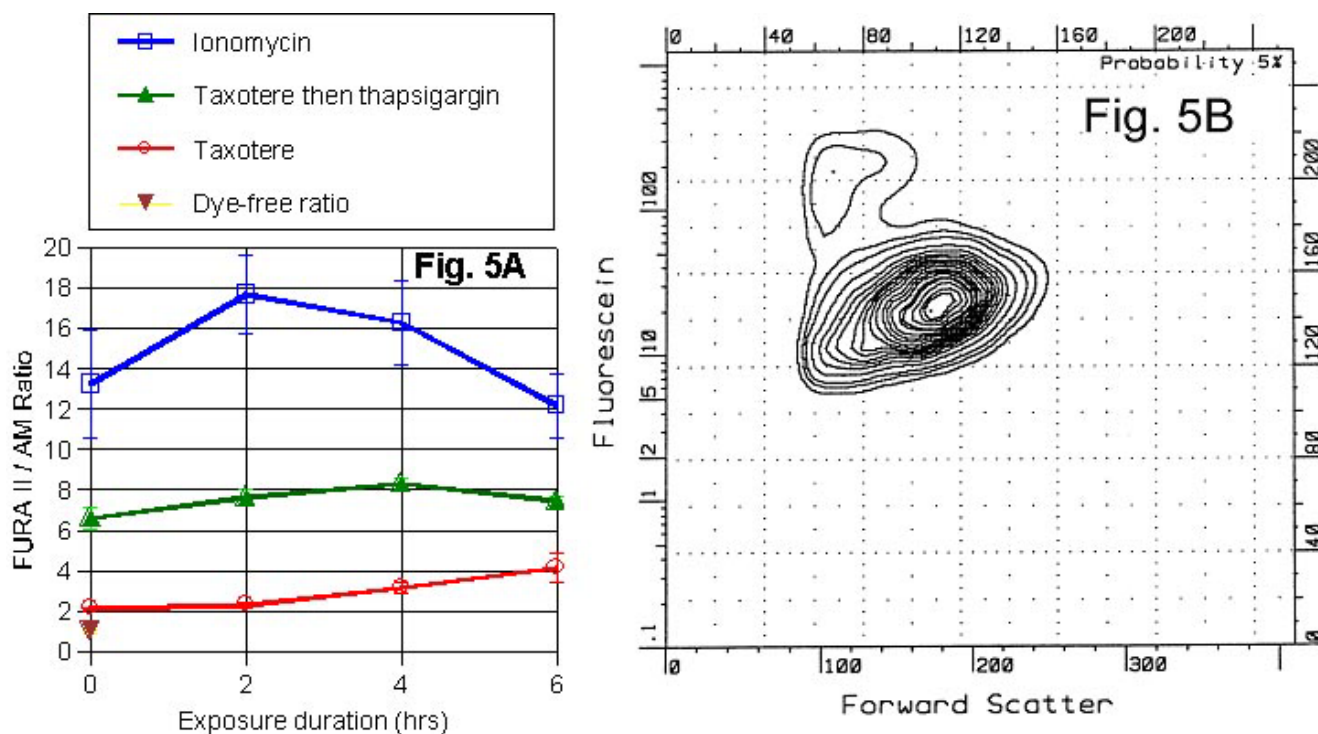 Ionomycin
Taxotere then thapsigargin
Taxotere
Dye-free ratio
Fig. 5A
20
18
16
14
12
10
8
6
4
2
0
FURA II / AM Ratio
0 2 4 6
Exposure duration (hrs)
0 40 80 120 160 200
Probability 5%
Fig. 5B
100
10
5
2
1
.1
Fluorescein
200
160
120
80
40
0
0 100 200 300
Forward Scatter